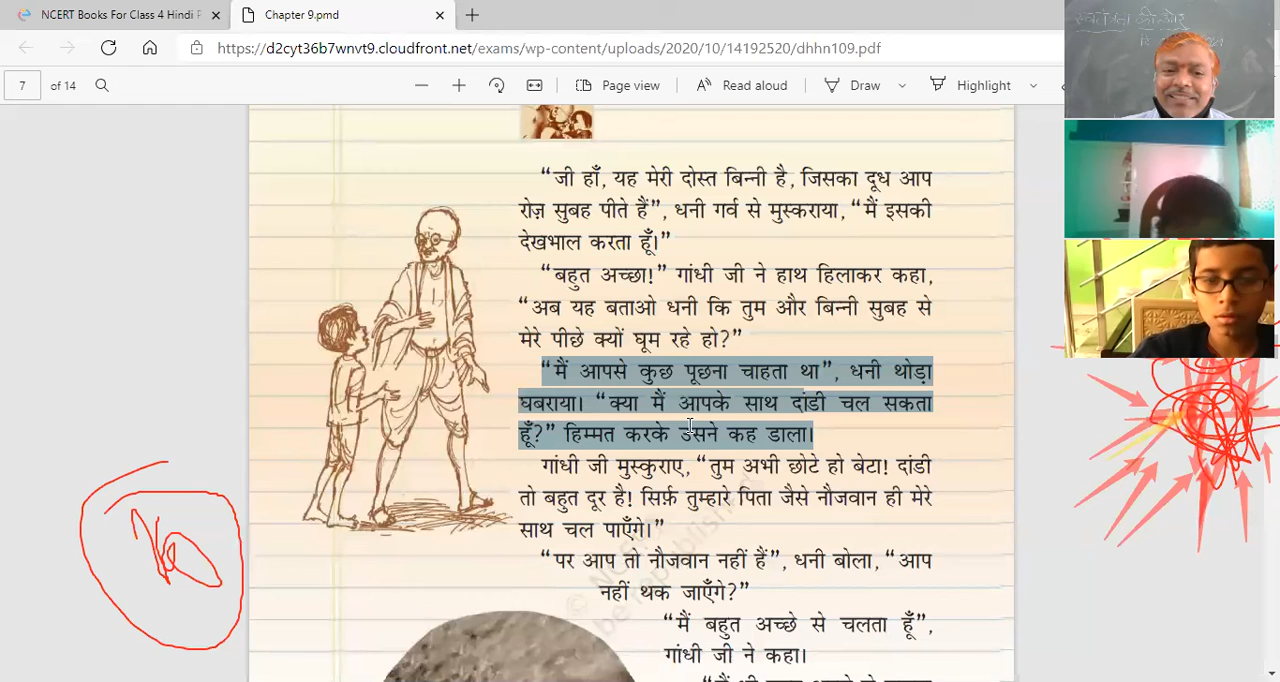 NCERT Books For Class 4 Hindi
Chapter 9.pmd
https://d2cyt36b7wnvt9.cloudfront.net/exams/wp-content/uploads/2020/10/14192520/dhhn109.pdf
7 of 14
Page view
Read aloud
Draw
Highlight
स्वतंत्रता की ओर
“जी हाँ, यह मेरी दोस्त बिन्नी है, जिसका दूध आप
रोज़ सुबह पीते हैं”, धनी गर्व से मुस्कराया, “मैं इसकी
देखभाल करता हूँ।”
“बहुत अच्छा!” गांधी जी ने हाथ हिलाकर कहा,
“अब यह बताओ धनी कि तुम और बिन्नी सुबह से
मेरे पीछे क्यों घूम रहे हो?”
“मैं आपसे कुछ पूछना चाहता था”, धनी थोड़ा
घबराया। “क्या मैं आपके साथ दांडी चल सकता
हूँ?” हिम्मत करके उसने कह डाला।
गांधी जी मुस्कुराए, “तुम अभी छोटे हो बेटा! दांडी
तो बहुत दूर है! सिर्फ़ तुम्हारे पिता जैसे नौजवान ही मेरे
साथ चल पाएँगे।”
“पर आप तो नौजवान नहीं हैं”, धनी बोला, “आप
नहीं थक जाएँगे?”
“मैं बहुत अच्छे से चलता हूँ”,
गांधी जी ने कहा।